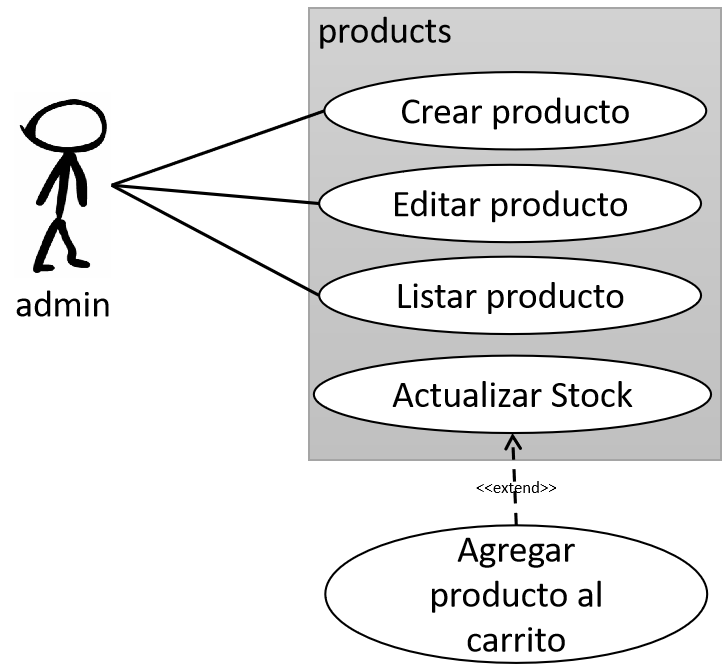 products
Crear producto
Editar producto
Listar producto
admin
Actualizar Stock
<<extend>>
Agregar
producto al
carrito